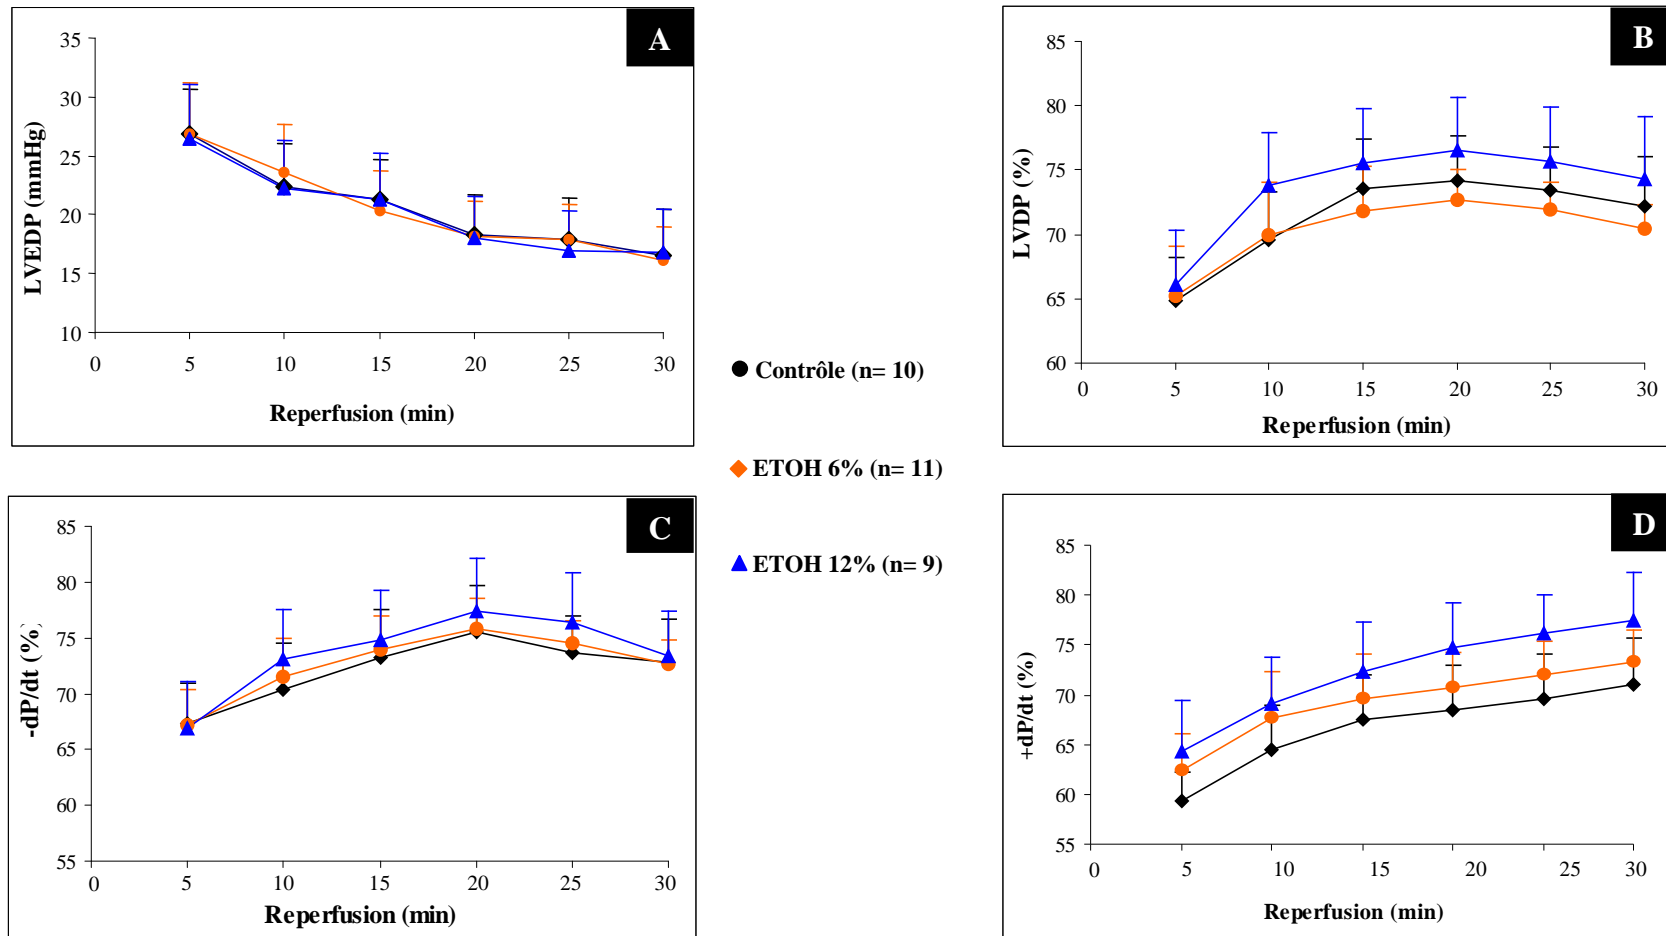 A
LVEDP (mmHg)
35
30
25
20
15
10
0 5 10 15 20 25 30
Reperfusion (min)
B
LVDP (%)
85
80
75
70
65
60
0 5 10 15 20 25 30
Reperfusion (min)
Contrôle (n= 10)
ETOH 6% (n= 11)
ETOH 12% (n= 9)
C
-dP/dt (%)
85
80
75
70
65
60
55
0 5 10 15 20 25 30
Reperfusion (min)
D
+dP/dt (%)
85
80
75
70
65
60
55
0 5 10 15 20 25 30
Reperfusion (min)